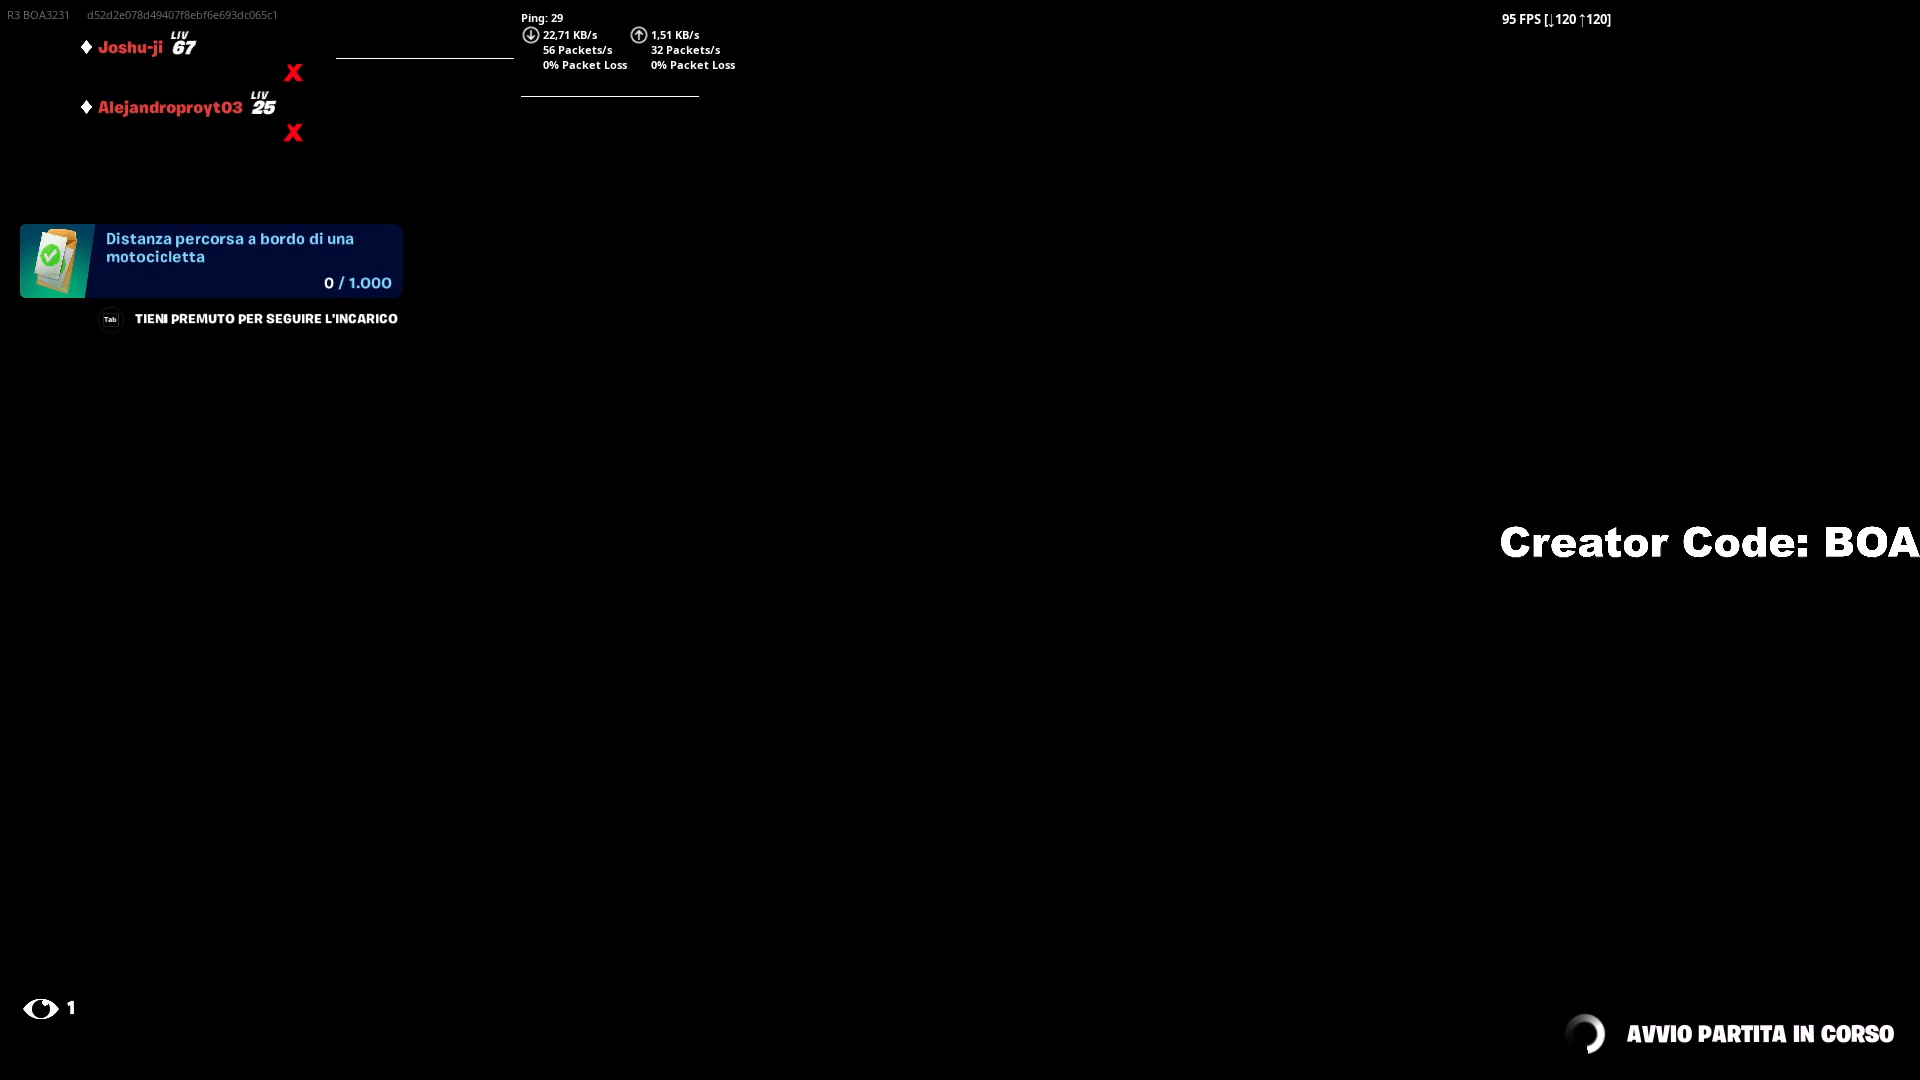 R3 BOA3231 d52d2e078d49407f8ebf6e693dc065c1
Joshu-ji LIV 67
X
Alejandroproyt03 LIV 25
X
Ping: 29
22,71 KB/s 1,51 KB/s
56 Packets/s 32 Packets/s
0% Packet Loss 0% Packet Loss
95 FPS [↓120 ↑120]
Distanza percorsa a bordo di una
motocicletta
0 / 1.000
Tab TIENI PREMUTO PER SEGUIRE L'INCARICO
Creator Code: BOA
1
AVVIO PARTITA IN CORSO